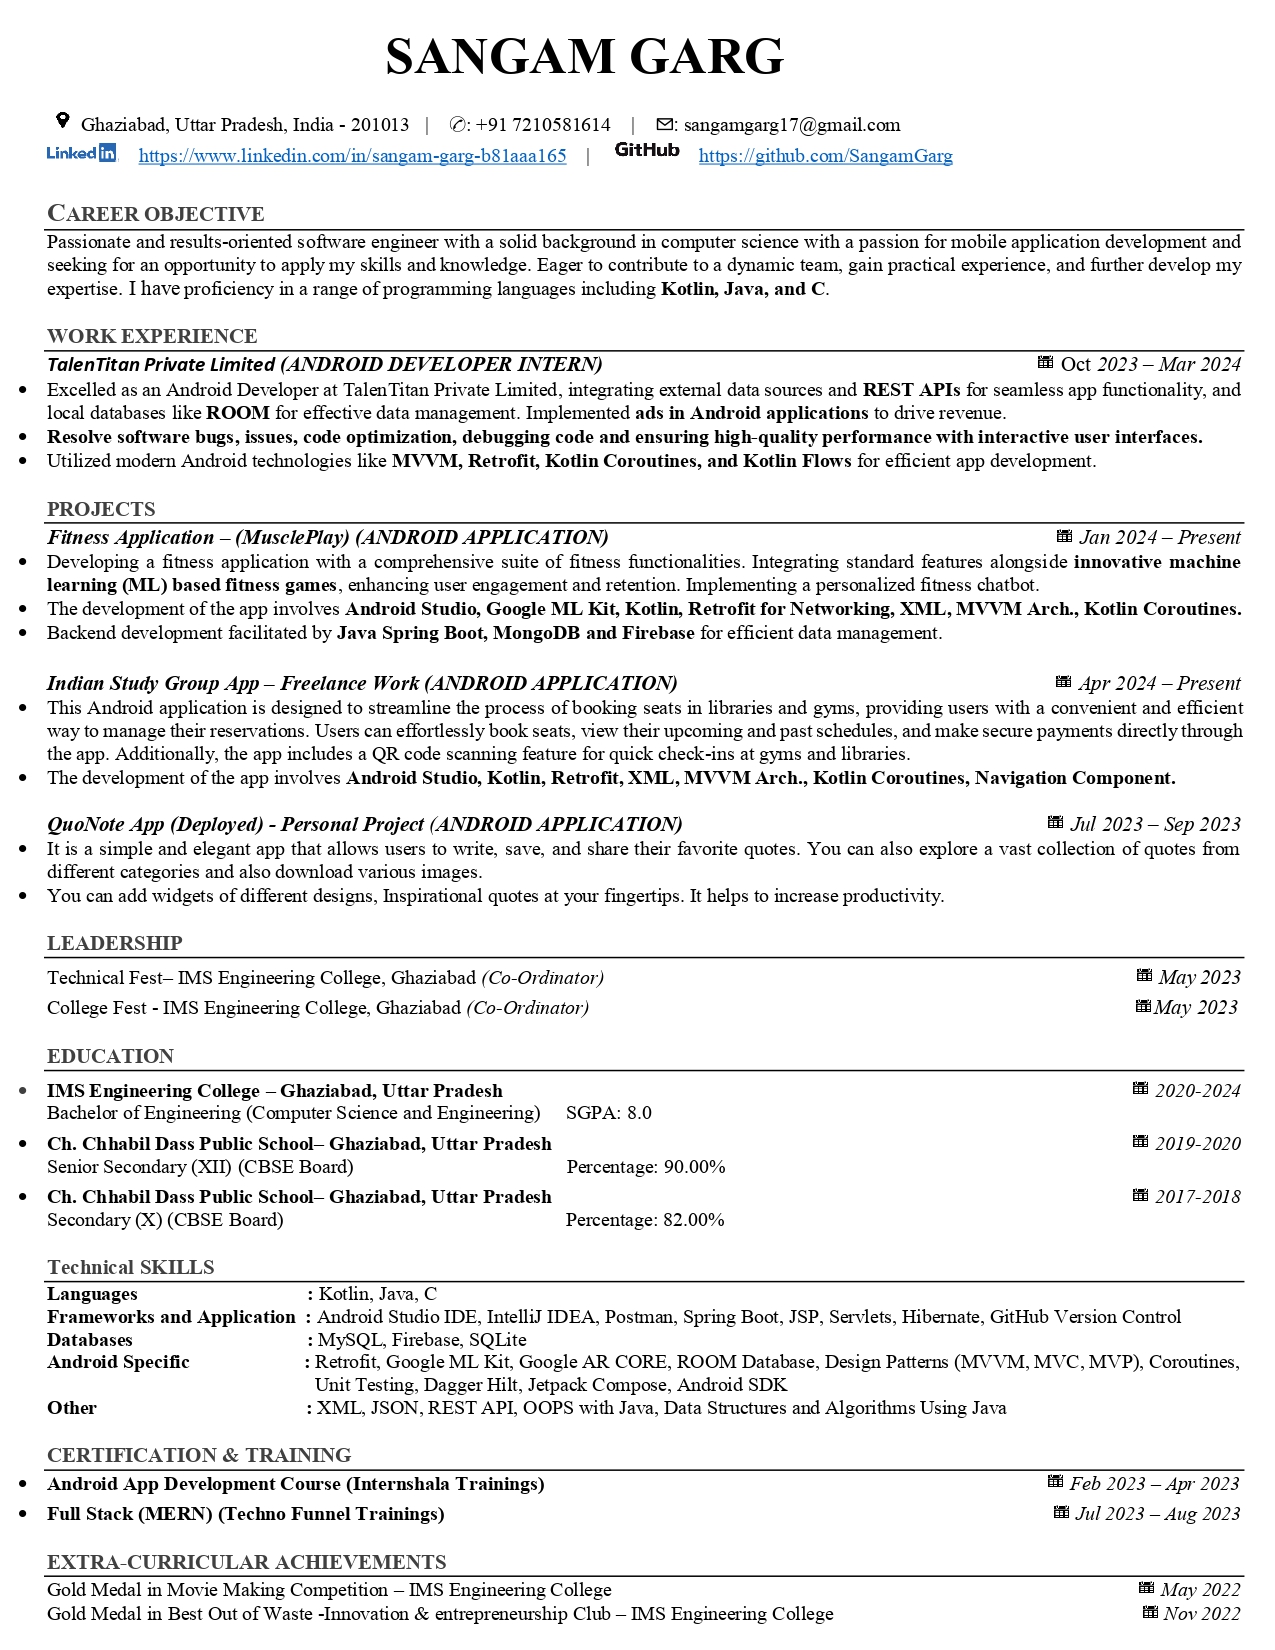 SANGAM GARG
Ghaziabad, Uttar Pradesh, India - 201013 | ✆: +91 7210581614 | ✉: sangamgarg17@gmail.com
LinkedIn https://www.linkedin.com/in/sangam-garg-b81aaa165 | GitHub https://github.com/SangamGarg
CAREER OBJECTIVE
Passionate and results-oriented software engineer with a solid background in computer science with a passion for mobile application development and
seeking for an opportunity to apply my skills and knowledge. Eager to contribute to a dynamic team, gain practical experience, and further develop my
expertise. I have proficiency in a range of programming languages including Kotlin, Java, and C.
WORK EXPERIENCE
TalenTitan Private Limited (ANDROID DEVELOPER INTERN) Oct 2023 – Mar 2024
• Excelled as an Android Developer at TalenTitan Private Limited, integrating external data sources and REST APIs for seamless app functionality, and
local databases like ROOM for effective data management. Implemented ads in Android applications to drive revenue.
• Resolve software bugs, issues, code optimization, debugging code and ensuring high-quality performance with interactive user interfaces.
• Utilized modern Android technologies like MVVM, Retrofit, Kotlin Coroutines, and Kotlin Flows for efficient app development.
PROJECTS
Fitness Application – (MusclePlay) (ANDROID APPLICATION) Jan 2024 – Present
• Developing a fitness application with a comprehensive suite of fitness functionalities. Integrating standard features alongside innovative machine
learning (ML) based fitness games, enhancing user engagement and retention. Implementing a personalized fitness chatbot.
• The development of the app involves Android Studio, Google ML Kit, Kotlin, Retrofit for Networking, XML, MVVM Arch., Kotlin Coroutines.
• Backend development facilitated by Java Spring Boot, MongoDB and Firebase for efficient data management.
Indian Study Group App – Freelance Work (ANDROID APPLICATION) Apr 2024 – Present
• This Android application is designed to streamline the process of booking seats in libraries and gyms, providing users with a convenient and efficient
way to manage their reservations. Users can effortlessly book seats, view their upcoming and past schedules, and make secure payments directly through
the app. Additionally, the app includes a QR code scanning feature for quick check-ins at gyms and libraries.
• The development of the app involves Android Studio, Kotlin, Retrofit, XML, MVVM Arch., Kotlin Coroutines, Navigation Component.
QuoNote App (Deployed) - Personal Project (ANDROID APPLICATION) Jul 2023 – Sep 2023
• It is a simple and elegant app that allows users to write, save, and share their favorite quotes. You can also explore a vast collection of quotes from
different categories and also download various images.
• You can add widgets of different designs, Inspirational quotes at your fingertips. It helps to increase productivity.
LEADERSHIP
Technical Fest– IMS Engineering College, Ghaziabad (Co-Ordinator) May 2023
College Fest - IMS Engineering College, Ghaziabad (Co-Ordinator) May 2023
EDUCATION
• IMS Engineering College – Ghaziabad, Uttar Pradesh 2020-2024
Bachelor of Engineering (Computer Science and Engineering) SGPA: 8.0
• Ch. Chhabil Dass Public School– Ghaziabad, Uttar Pradesh 2019-2020
Senior Secondary (XII) (CBSE Board) Percentage: 90.00%
• Ch. Chhabil Dass Public School– Ghaziabad, Uttar Pradesh 2017-2018
Secondary (X) (CBSE Board) Percentage: 82.00%
Technical SKILLS
Languages : Kotlin, Java, C
Frameworks and Application : Android Studio IDE, IntelliJ IDEA, Postman, Spring Boot, JSP, Servlets, Hibernate, GitHub Version Control
Databases : MySQL, Firebase, SQLite
Android Specific : Retrofit, Google ML Kit, Google AR CORE, ROOM Database, Design Patterns (MVVM, MVC, MVP), Coroutines,
Unit Testing, Dagger Hilt, Jetpack Compose, Android SDK
Other : XML, JSON, REST API, OOPS with Java, Data Structures and Algorithms Using Java
CERTIFICATION & TRAINING
• Android App Development Course (Internshala Trainings) Feb 2023 – Apr 2023
• Full Stack (MERN) (Techno Funnel Trainings) Jul 2023 – Aug 2023
EXTRA-CURRICULAR ACHIEVEMENTS
Gold Medal in Movie Making Competition – IMS Engineering College May 2022
Gold Medal in Best Out of Waste -Innovation & entrepreneurship Club – IMS Engineering College Nov 2022